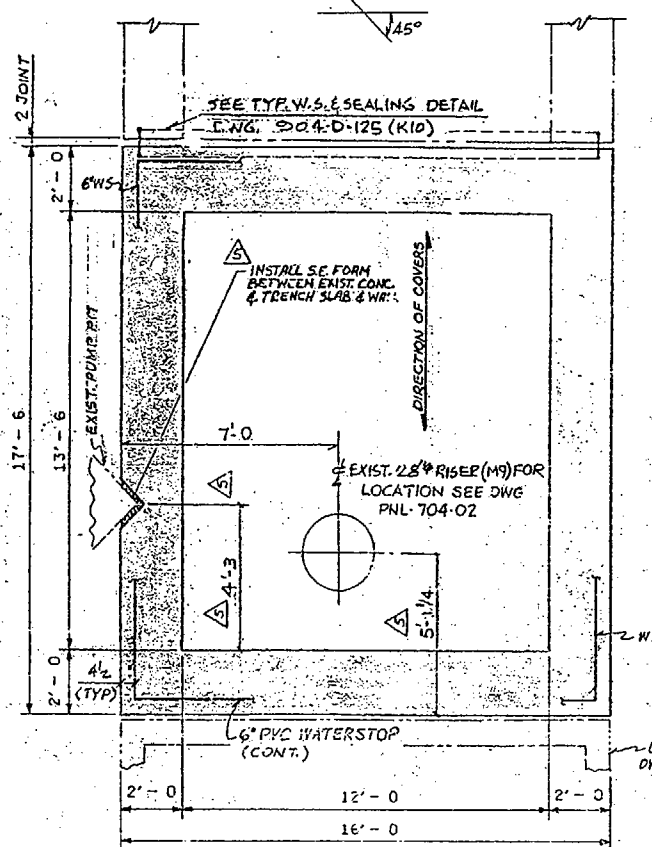 45°
2 JOINT
SEE TYP. W.S. & SEALING DETAIL
DWG. 904-D-125 (K10)
2'-0
6" WS
5
INSTALL S.E. FORM
BETWEEN EXIST. CONC.
& TRENCH SLAB & WALL
DIRECTION OF COVERS
EXIST. PUMP PIT
17'-6
13'-6
7'-0
5
EXIST. 28"ϕ RISER (M9) FOR
LOCATION SEE DWG
PNL-704-02
4'-3
5
5'-1 1/4
5
4½
(TYP)
2'-0
6" PVC WATERSTOP
(CONT.)
2'-0
12'-0
2'-0
16'-0